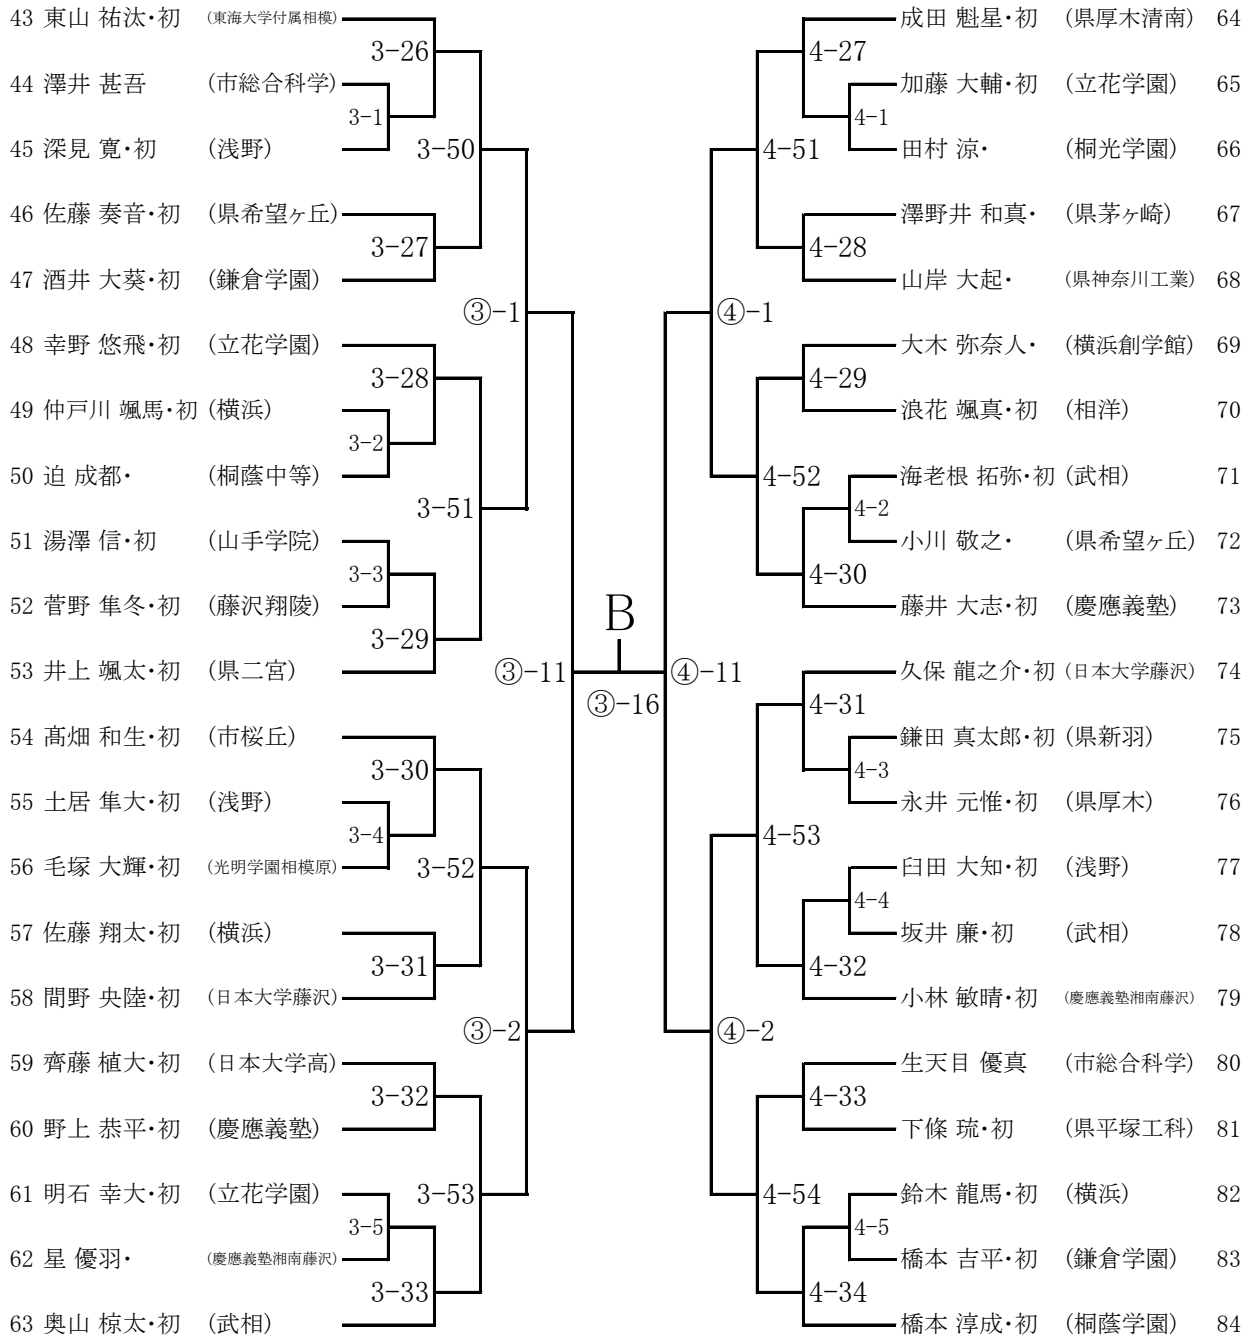 43 東山 祐汰・初 (東海大学付属相模)
44 澤井 甚吾 (市総合科学)
45 深見 寛・初 (浅野)
46 佐藤 奏音・初 (県希望ヶ丘)
47 酒井 大葵・初 (鎌倉学園)
48 幸野 悠飛・初 (立花学園)
49 仲戸川 颯馬・初 (横浜)
50 迫 成都・ (桐蔭中等)
51 湯澤 信・初 (山手学院)
52 菅野 隼冬・初 (藤沢翔陵)
53 井上 颯太・初 (県二宮)
54 髙畑 和生・初 (市桜丘)
55 土居 隼大・初 (浅野)
56 毛塚 大輝・初 (光明学園相模原)
57 佐藤 翔太・初 (横浜)
58 間野 央陸・初 (日本大学藤沢)
59 齊藤 植大・初 (日本大学高)
60 野上 恭平・初 (慶應義塾)
61 明石 幸大・初 (立花学園)
62 星 優羽・ (慶應義塾湘南藤沢)
63 奥山 椋太・初 (武相)
3-1
3-2
3-3
3-4
3-5
3-26
3-27
3-28
3-29
3-30
3-31
3-32
3-33
3-50
3-51
3-52
3-53
③-1
③-2
③-11
B
③-16
④-11
④-1
④-2
4-51
4-52
4-53
4-54
4-27
4-28
4-29
4-30
4-31
4-32
4-33
4-34
4-1
4-2
4-3
4-4
4-5
成田 魁星・初 (県厚木清南) 64
加藤 大輔・初 (立花学園) 65
田村 涼・ (桐光学園) 66
澤野井 和真・ (県茅ヶ崎) 67
山岸 大起・ (県神奈川工業) 68
大木 弥奈人・ (横浜創学館) 69
浪花 颯真・初 (相洋) 70
海老根 拓弥・初 (武相) 71
小川 敬之・ (県希望ヶ丘) 72
藤井 大志・初 (慶應義塾) 73
久保 龍之介・初 (日本大学藤沢) 74
鎌田 真太郎・初 (県新羽) 75
永井 元惟・初 (県厚木) 76
臼田 大知・初 (浅野) 77
坂井 廉・初 (武相) 78
小林 敏晴・初 (慶應義塾湘南藤沢) 79
生天目 優真 (市総合科学) 80
下條 琉・初 (県平塚工科) 81
鈴木 龍馬・初 (横浜) 82
橋本 吉平・初 (鎌倉学園) 83
橋本 淳成・初 (桐蔭学園) 84